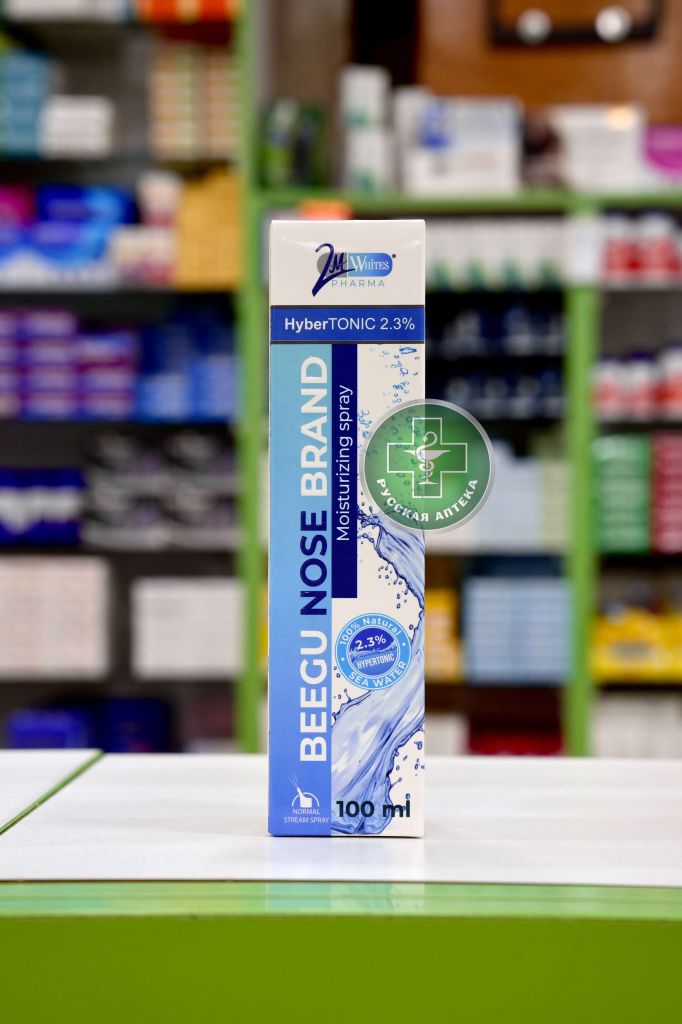 2M WHITES
PHARMA
HyberTONIC 2.3%
BEEGU NOSE BRAND
Moisturizing spray
РУССКАЯ АПТЕКА
100% Natural
2.3%
HYPERTONIC
SEA WATER
NORMAL
STREAM SPRAY
100 ml